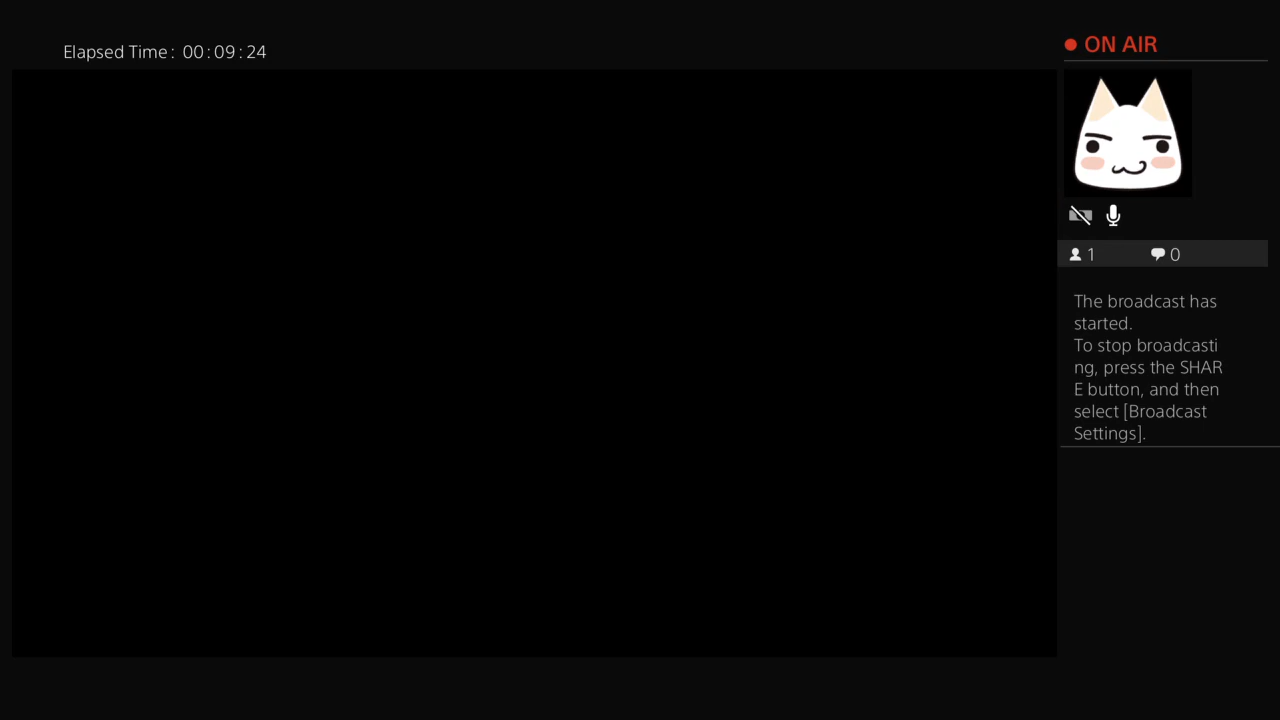 Elapsed Time: 00:09:24
ON AIR
1 0
The broadcast has
started.
To stop broadcasti
ng, press the SHAR
E button, and then
select [Broadcast
Settings].